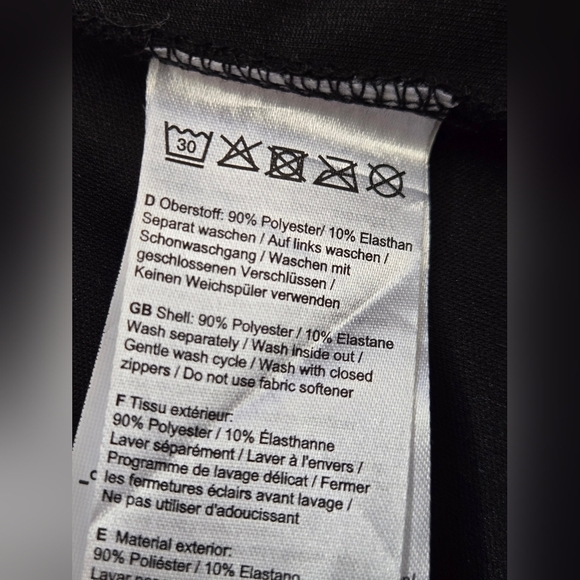 30
D Oberstoff: 90% Polyester/ 10% Elasthan
Separat waschen / Auf links waschen /
Schonwaschgang / Waschen mit
geschlossenen Verschlüssen /
Keinen Weichspüler verwenden
GB Shell: 90% Polyester / 10% Elastane
Wash separately / Wash inside out /
Gentle wash cycle / Wash with closed
zippers / Do not use fabric softener
F Tissu extérieur:
90% Polyester / 10% Élasthanne
Laver séparément / Laver à l'envers /
Programme de lavage délicat / Fermer
les fermetures éclairs avant lavage /
Ne pas utiliser d'adoucissant
E Material exterior:
90% Poliéster / 10% Elastano
Lavar